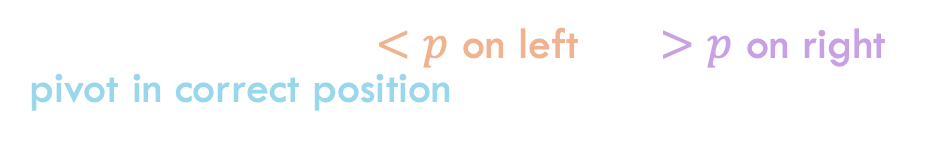 < p on left > p on right
pivot in correct position